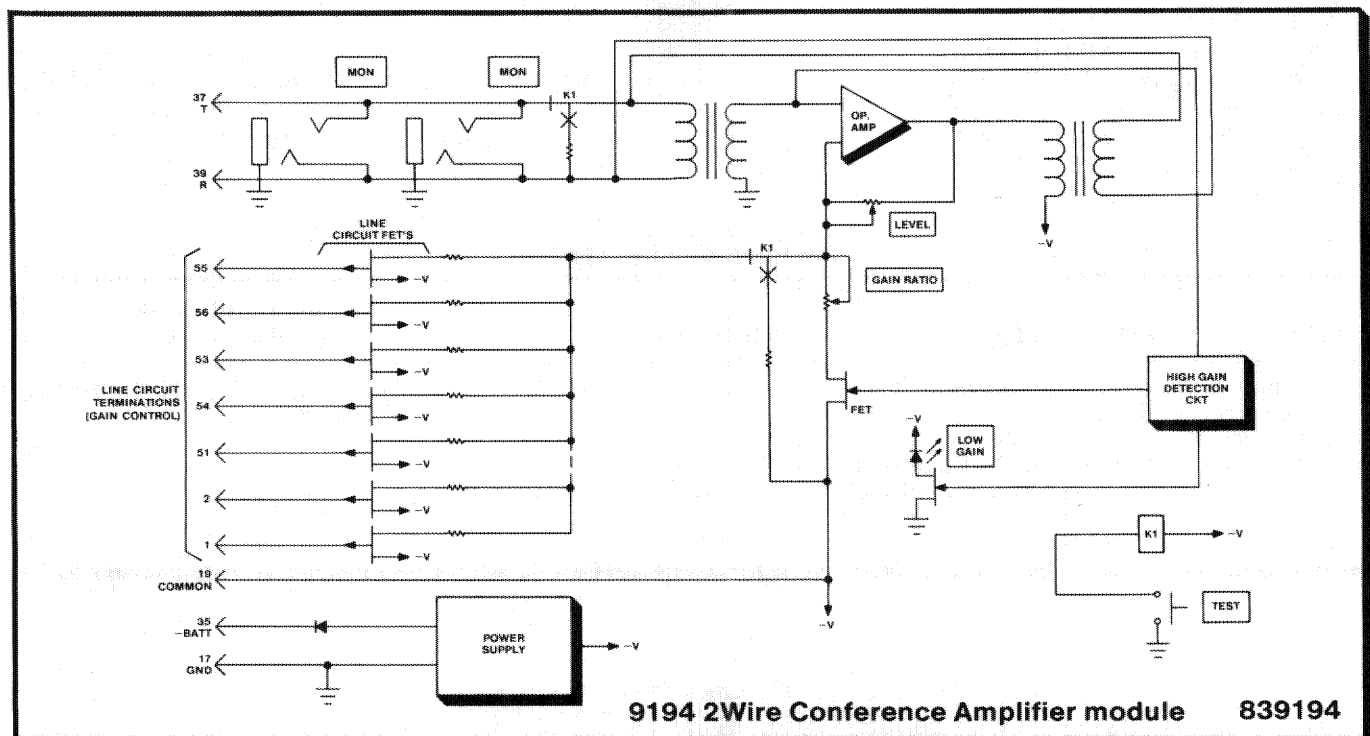 MON
MON
37
T
K1
OP.
AMP
39
R
LEVEL
LINE
CIRCUIT FET'S
K1
-V
55
-V
GAIN RATIO
56
-V
53
-V
LINE CIRCUIT
TERMINATIONS
(GAIN CONTROL)
54
-V
HIGH GAIN
DETECTION
CKT
FET
-V
LOW
GAIN
51
-V
2
-V
K1
-V
1
-V
19
COMMON
TEST
-V
35
-BATT
POWER
SUPPLY
-V
17
GND
9194 2Wire Conference Amplifier module 839194